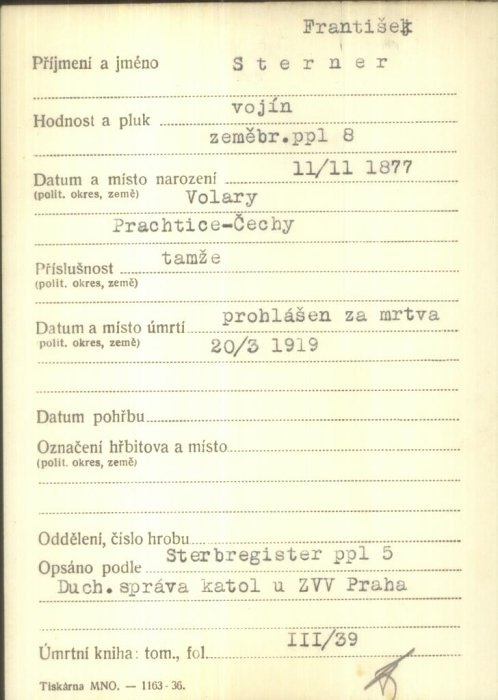 František
Příjmení a jméno S t e r n e r
Hodnost a pluk vojín
zeměbr.ppl 8
Datum a místo narození 11/11 1877
(polit. okres, země) Volary
Prachtice-Čechy
Příslušnost tamže
(polit. okres, země)
Datum a místo úmrtí prohlášen za mrtva
(polit. okres, země) 20/3 1919
Datum pohřbu
Označení hřbitova a místo
(polit. okres, země)
Oddělení, číslo hrobu
Opsáno podle Sterbregister ppl 5
Duch. správa katol u ZVV Praha
Úmrtní kniha: tom., fol. III/39
Tiskárna MNO. — 1163-36.